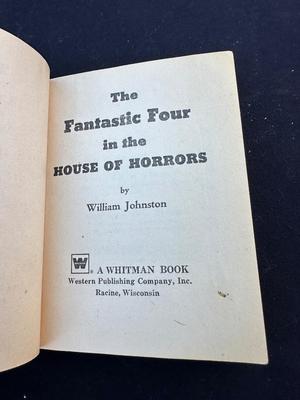 The
Fantastic Four
in the
HOUSE OF HORRORS
by
William Johnston
W ® A WHITMAN BOOK
Western Publishing Company, Inc.
Racine, Wisconsin